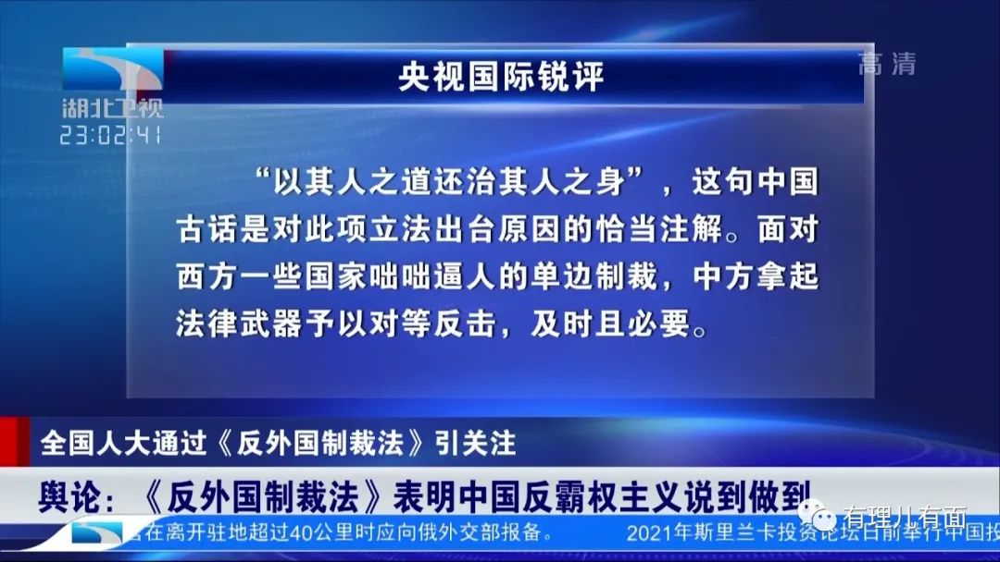 央视国际锐评
高清
湖北卫视
23:02:41
“以其人之道还治其人之身”，这句中国
古话是对此项立法出台原因的恰当注解。面对
西方一些国家咄咄逼人的单边制裁，中方拿起
法律武器予以对等反击，及时且必要。
全国人大通过《反外国制裁法》引关注
舆论：《反外国制裁法》表明中国反霸权主义说到做到
有理儿有面
在离开驻地超过40公里时应向俄外交部报备。 2021年斯里兰卡投资论坛日前举行中国投